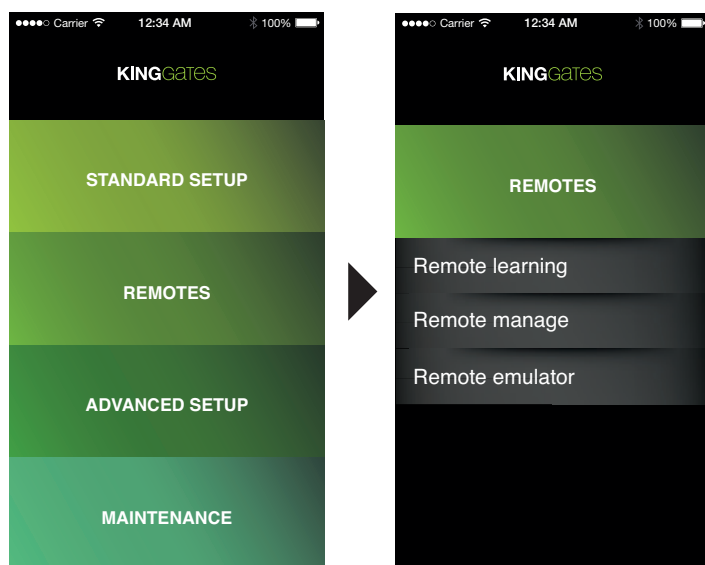 Carrier 12:34 AM 100%
KINGGATES
STANDARD SETUP
REMOTES
ADVANCED SETUP
MAINTENANCE
Carrier 12:34 AM 100%
KINGGATES
REMOTES
Remote learning
Remote manage
Remote emulator